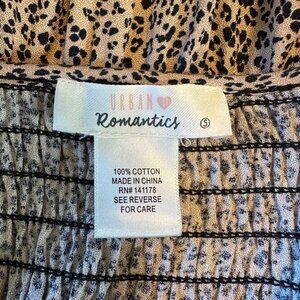 URBAN
Romantics S
100% COTTON
MADE IN CHINA
RN# 141178
SEE REVERSE
FOR CARE